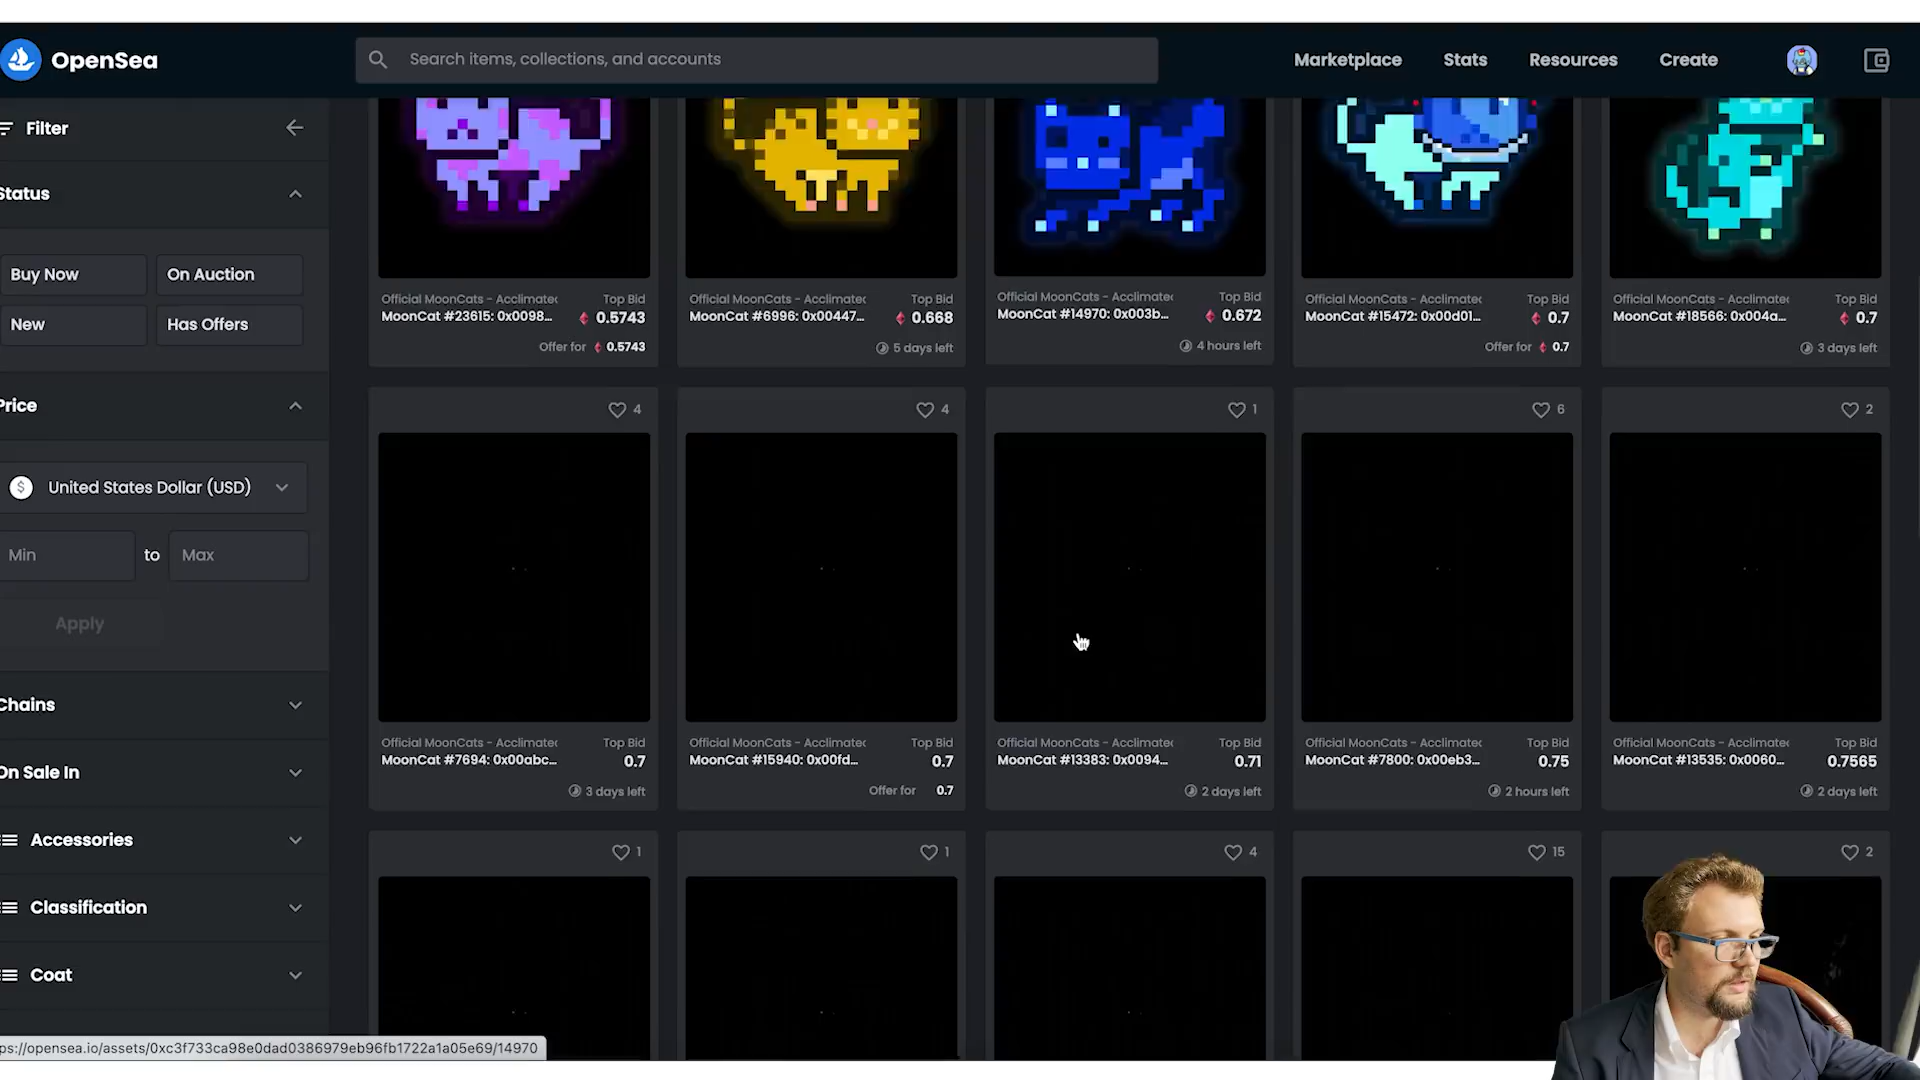 OpenSea
Search items, collections, and accounts
Marketplace
Stats
Resources
Create
Filter
Status
Buy Now
On Auction
New
Has Offers
Price
$ United States Dollar (USD)
Min
to
Max
Apply
Chains
On Sale In
Accessories
Classification
Coat
Official MoonCats - Acclimated Top Bid
MoonCat #23615: 0x0098... 0.5743
Offer for 0.5743
Official MoonCats - Acclimated Top Bid
MoonCat #6996: 0x00447... 0.668
5 days left
Official MoonCats - Acclimated Top Bid
MoonCat #14970: 0x003b... 0.672
4 hours left
Official MoonCats - Acclimated Top Bid
MoonCat #15472: 0x00d01... 0.7
Offer for 0.7
Official MoonCats - Acclimated Top Bid
MoonCat #18566: 0x004a... 0.7
3 days left
4
Official MoonCats - Acclimated Top Bid
MoonCat #7694: 0x00abc... 0.7
3 days left
4
Official MoonCats - Acclimated Top Bid
MoonCat #15940: 0x00fd... 0.7
Offer for 0.7
1
Official MoonCats - Acclimated Top Bid
MoonCat #13383: 0x0094... 0.71
2 days left
6
Official MoonCats - Acclimated Top Bid
MoonCat #7800: 0x00eb3... 0.75
2 hours left
2
Official MoonCats - Acclimated Top Bid
MoonCat #13535: 0x0060... 0.7565
2 days left
1
1
4
15
2
ps://opensea.io/assets/0xc3f733ca98e0dad0386979eb96fb1722a1a05e69/14970